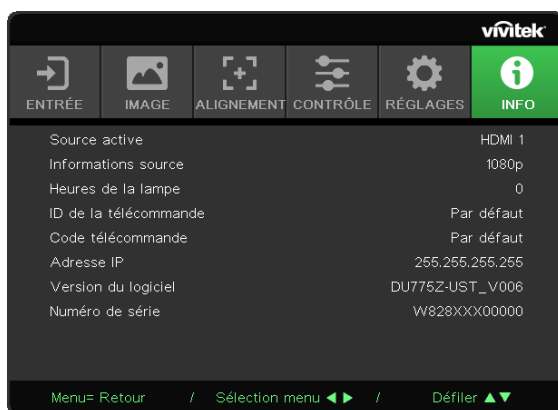 vivitek
ENTRÉE IMAGE ALIGNEMENT CONTRÔLE RÉGLAGES INFO
Source active HDMI 1
Informations source 1080p
Heures de la lampe 0
ID de la télécommande Par défaut
Code télécommande Par défaut
Adresse IP 255.255.255.255
Version du logiciel DU775Z-UST_V006
Numéro de série W828XXX00000
Menu= Retour / Sélection menu ◀ ▶ / Défiler ▲▼